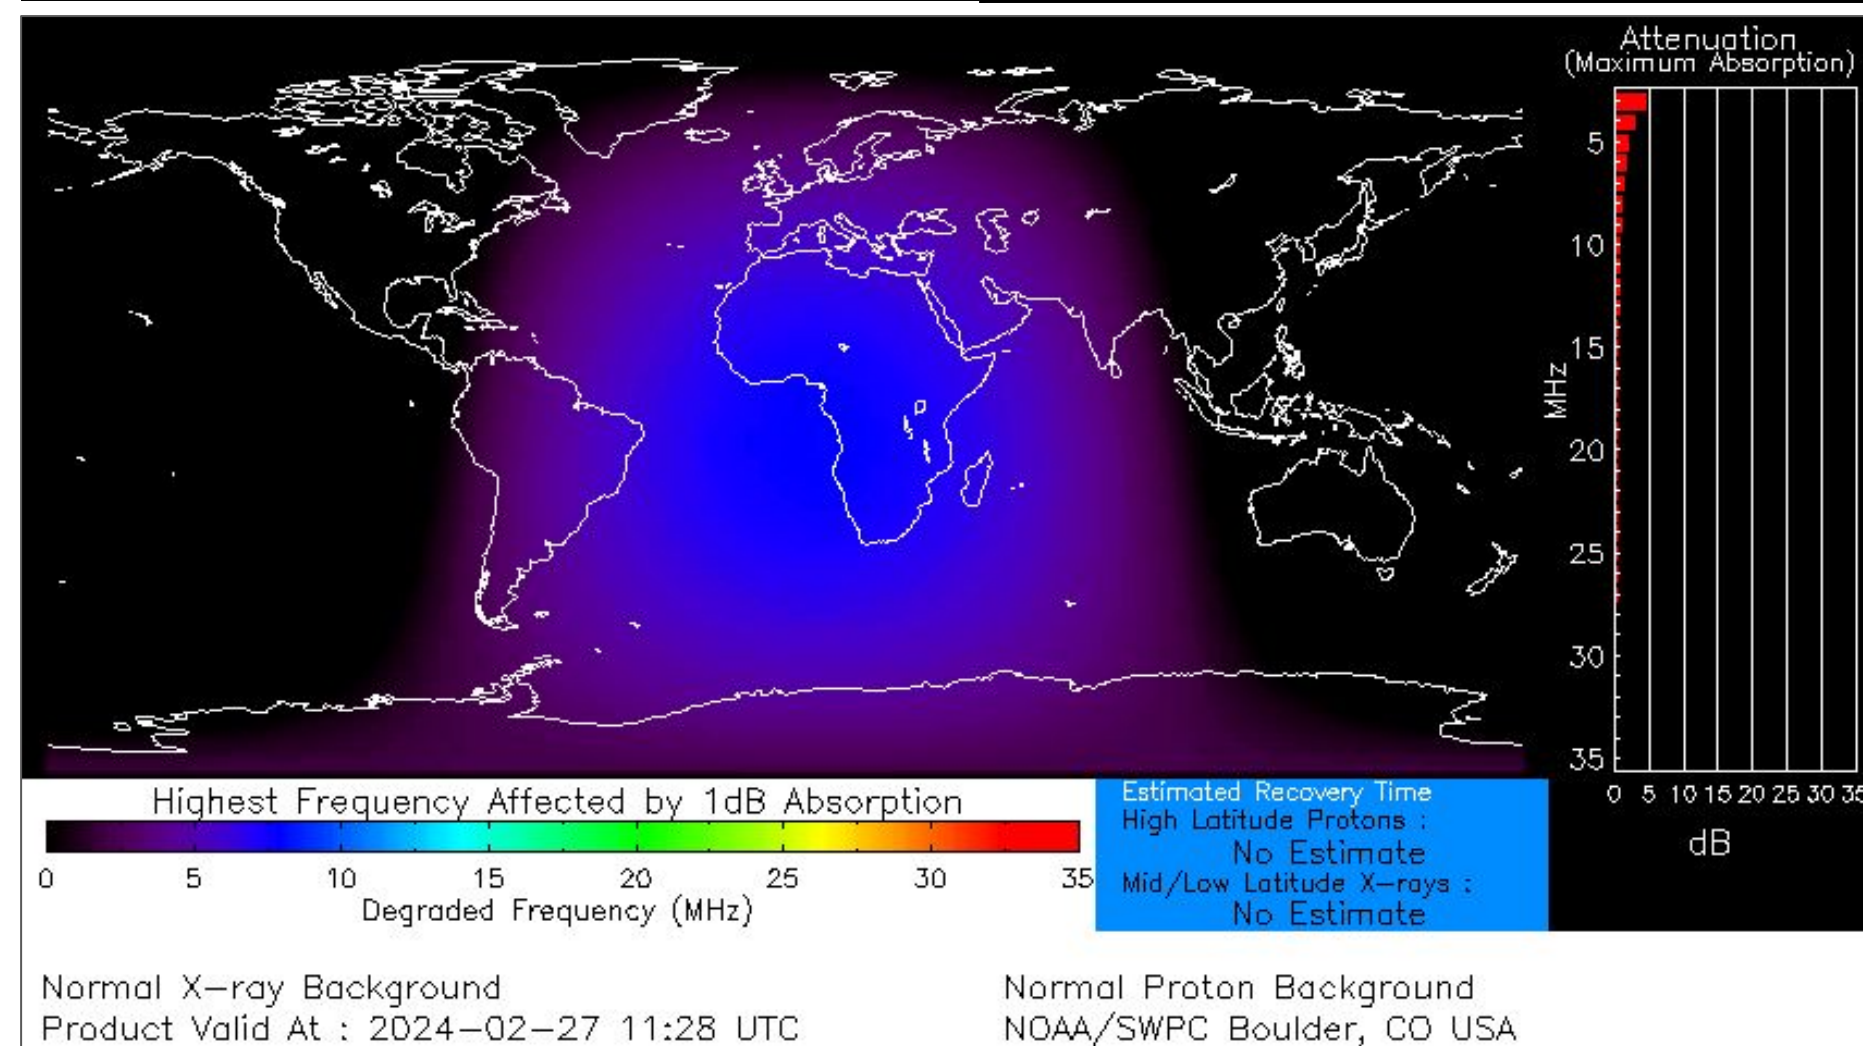 Attenuation
(Maximum Absorption)
5
10
15
20
25
30
35
MHz
0 5 10 15 20 25 30 35
dB
Highest Frequency Affected by 1dB Absorption
0 5 10 15 20 25 30 35
Degraded Frequency (MHz)
Estimated Recovery Time
High Latitude Protons :
No Estimate
Mid/Low Latitude X-rays :
No Estimate
Normal X-ray Background
Product Valid At : 2024-02-27 11:28 UTC
Normal Proton Background
NOAA/SWPC Boulder, CO USA